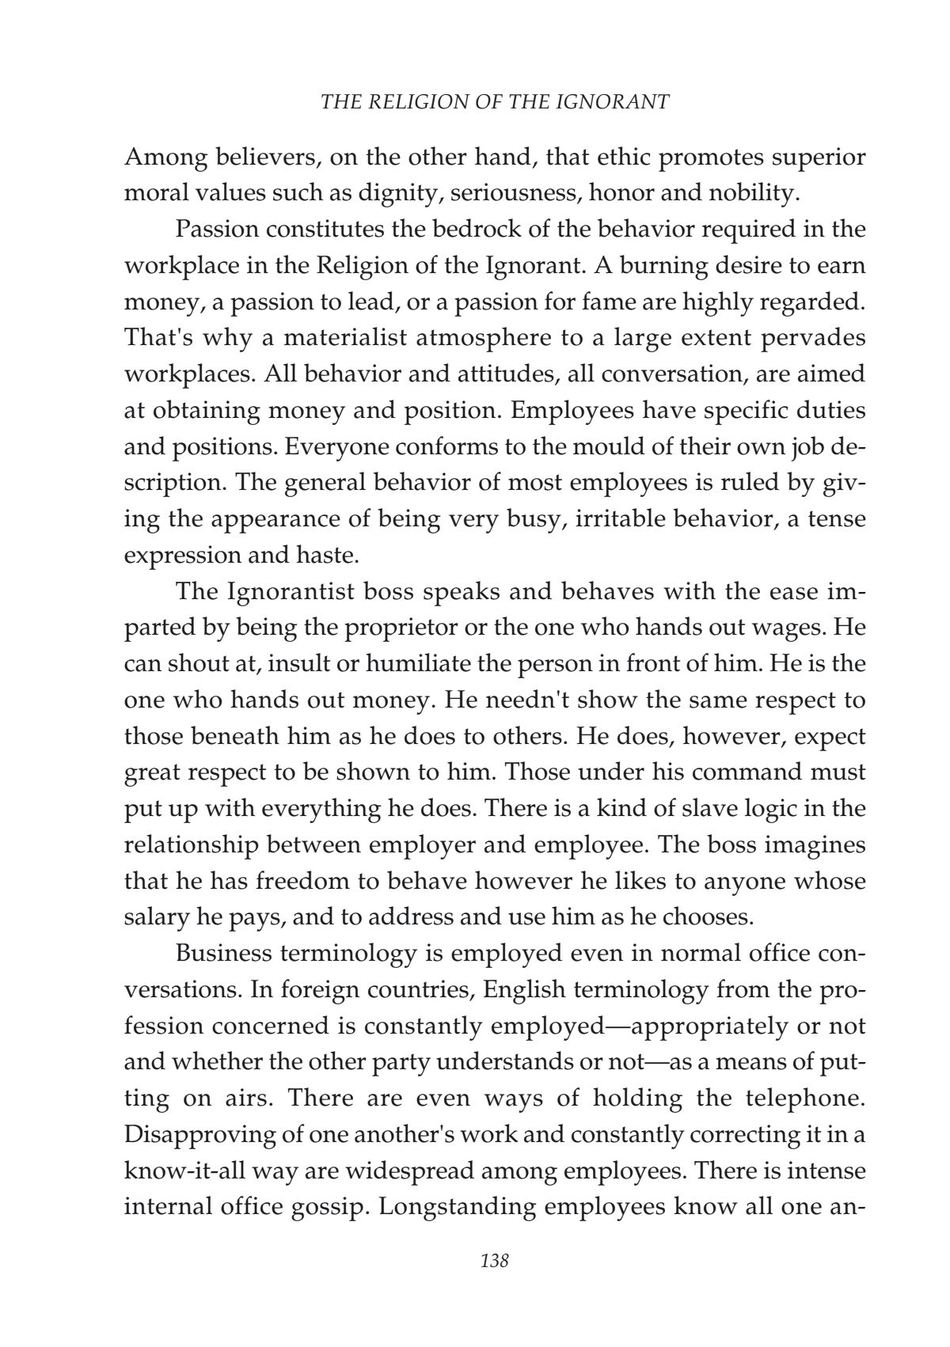 THE RELIGION OF THE IGNORANT
Among believers, on the other hand, that ethic promotes superior
moral values such as dignity, seriousness, honor and nobility.
Passion constitutes the bedrock of the behavior required in the
workplace in the Religion of the Ignorant. A burning desire to earn
money, a passion to lead, or a passion for fame are highly regarded.
That's why a materialist atmosphere to a large extent pervades
workplaces. All behavior and attitudes, all conversation, are aimed
at obtaining money and position. Employees have specific duties
and positions. Everyone conforms to the mould of their own job de-
scription. The general behavior of most employees is ruled by giv-
ing the appearance of being very busy, irritable behavior, a tense
expression and haste.
The Ignorantist boss speaks and behaves with the ease im-
parted by being the proprietor or the one who hands out wages. He
can shout at, insult or humiliate the person in front of him. He is the
one who hands out money. He needn't show the same respect to
those beneath him as he does to others. He does, however, expect
great respect to be shown to him. Those under his command must
put up with everything he does. There is a kind of slave logic in the
relationship between employer and employee. The boss imagines
that he has freedom to behave however he likes to anyone whose
salary he pays, and to address and use him as he chooses.
Business terminology is employed even in normal office con-
versations. In foreign countries, English terminology from the pro-
fession concerned is constantly employed—appropriately or not
and whether the other party understands or not—as a means of put-
ting on airs. There are even ways of holding the telephone.
Disapproving of one another's work and constantly correcting it in a
know-it-all way are widespread among employees. There is intense
internal office gossip. Longstanding employees know all one an-
138